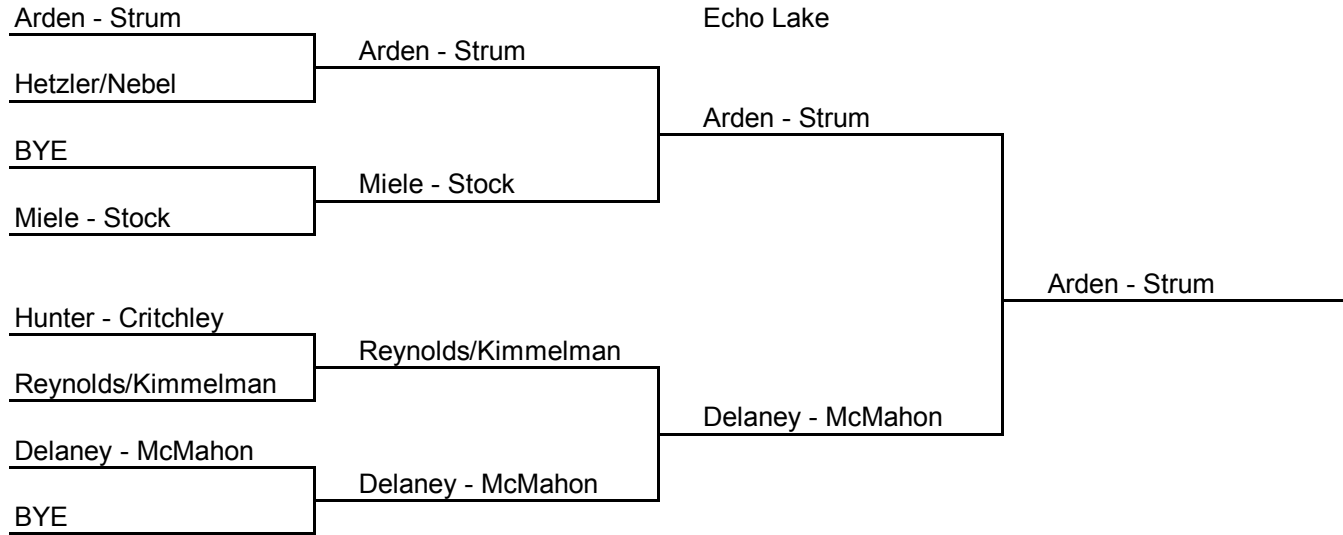 Arden - Strum
Echo Lake
Arden - Strum
Hetzler/Nebel
Arden - Strum
BYE
Miele - Stock
Miele - Stock
Arden - Strum
Hunter - Critchley
Reynolds/Kimmelman
Reynolds/Kimmelman
Delaney - McMahon
Delaney - McMahon
Delaney - McMahon
BYE